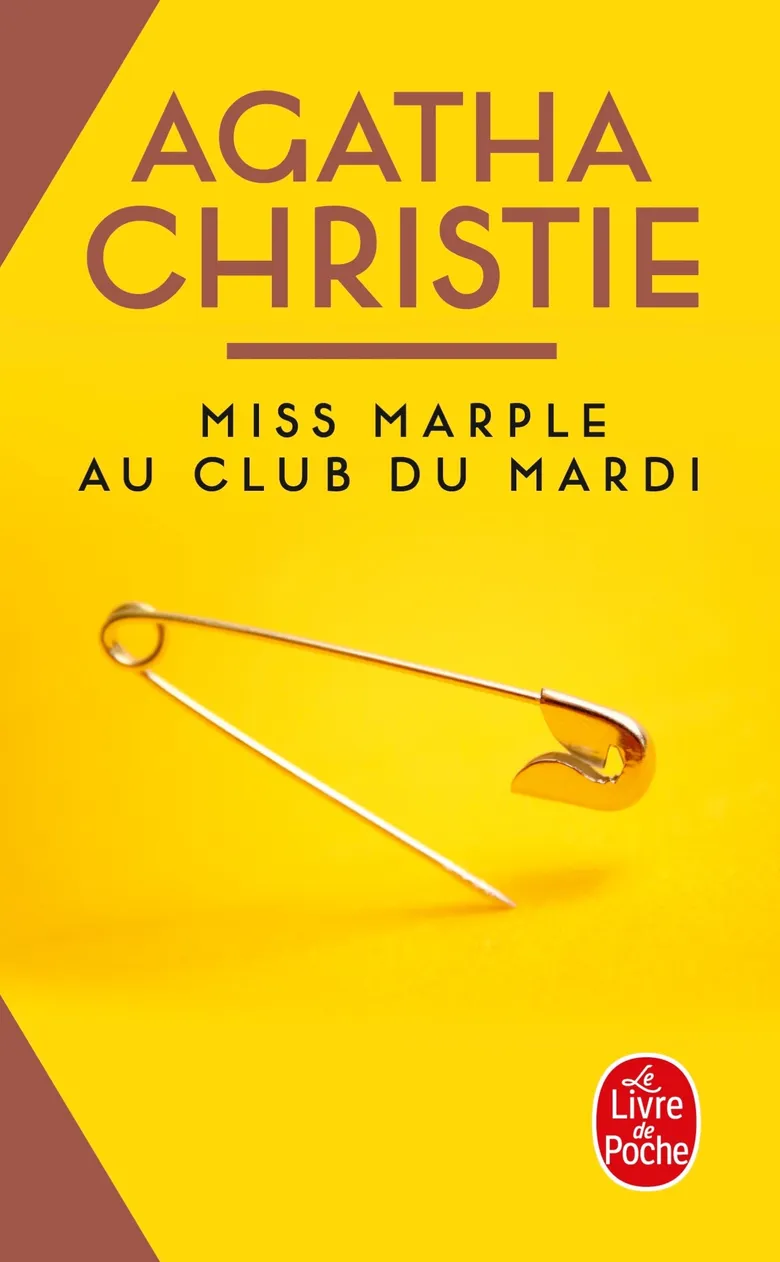 AGATHA
CHRISTIE
MISS MARPLE
AU CLUB DU MARDI
Le
Livre
de
Poche